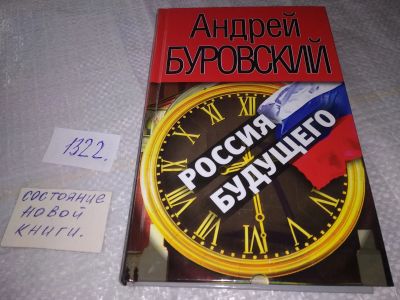 Андрей
БУРОВСКИЙ
РОССИЯ
БУДУЩЕГО
1322.
состояние
новой
книги.